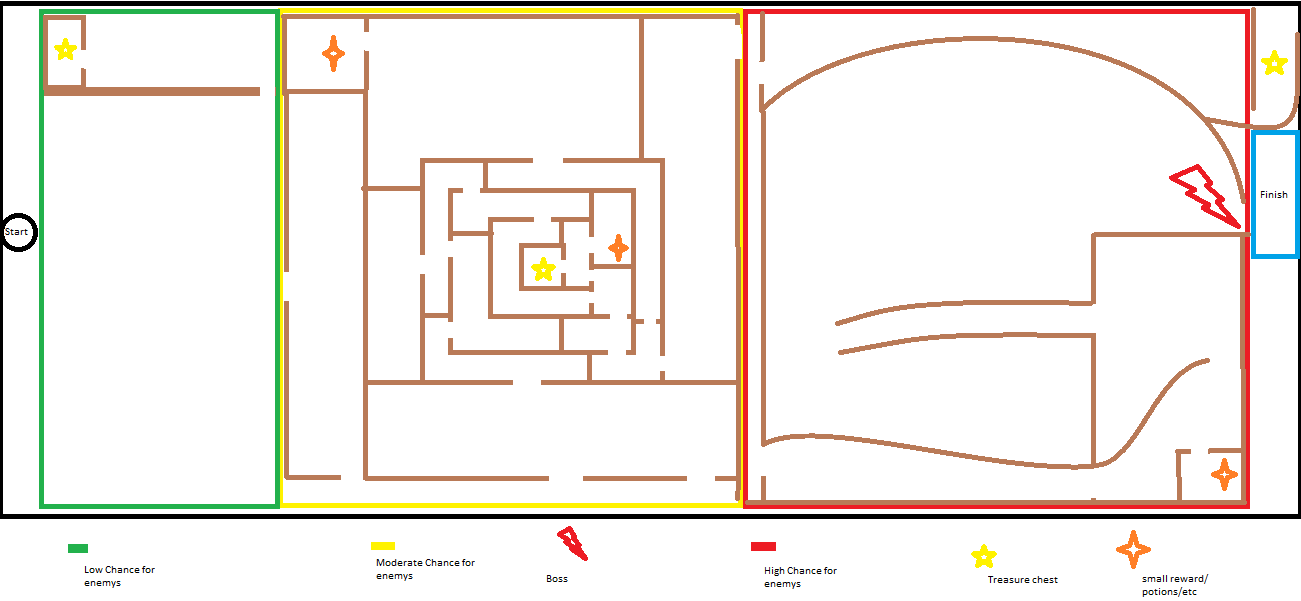 Start
Finish
Low Chance for
enemys
Moderate Chance for
enemys
Boss
High Chance for
enemys
Treasure chest
small reward/
potions/etc